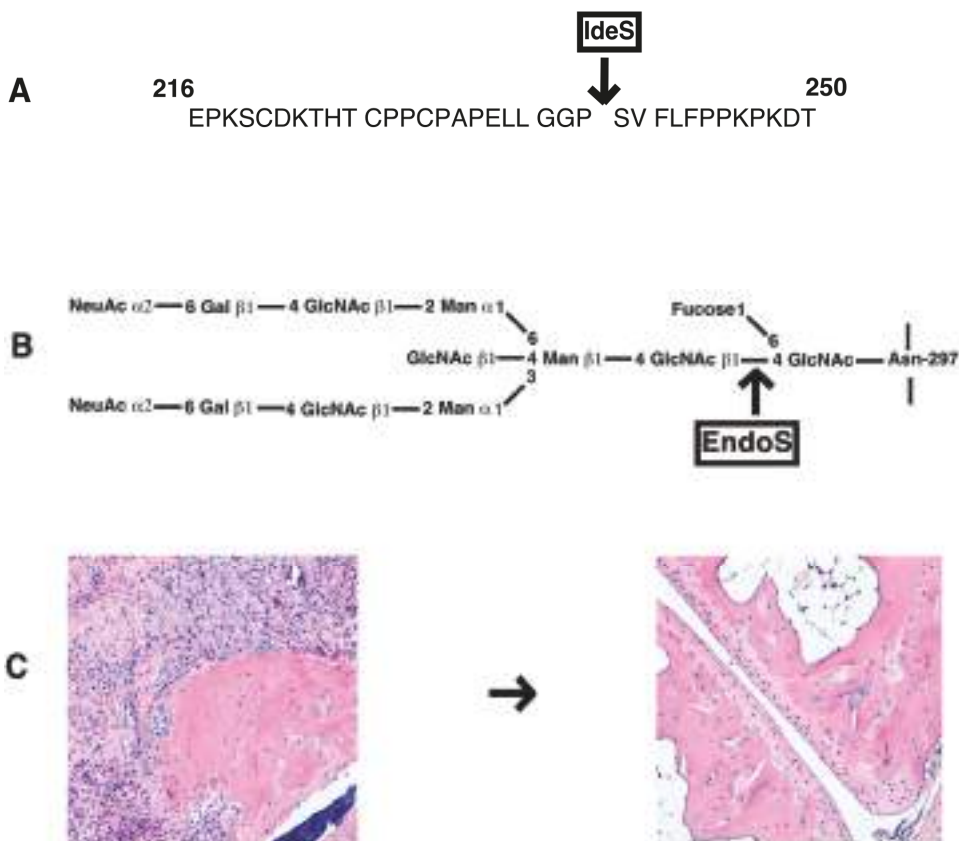 IdeS
A
216
250
EPKSCDKTHT CPPCPAPELL GGP SV FLFPPKPKDT
NeuAc α2—6 Gal β1—4 GlcNAc β1—2 Man α1
Fucose1
6
6
B
GlcNAc β1—4 Man β1—4 GlcNAc β1—4 GlcNAc—Asn-297
3
NeuAc α2—6 Gal β1—4 GlcNAc β1—2 Man α1
EndoS
C